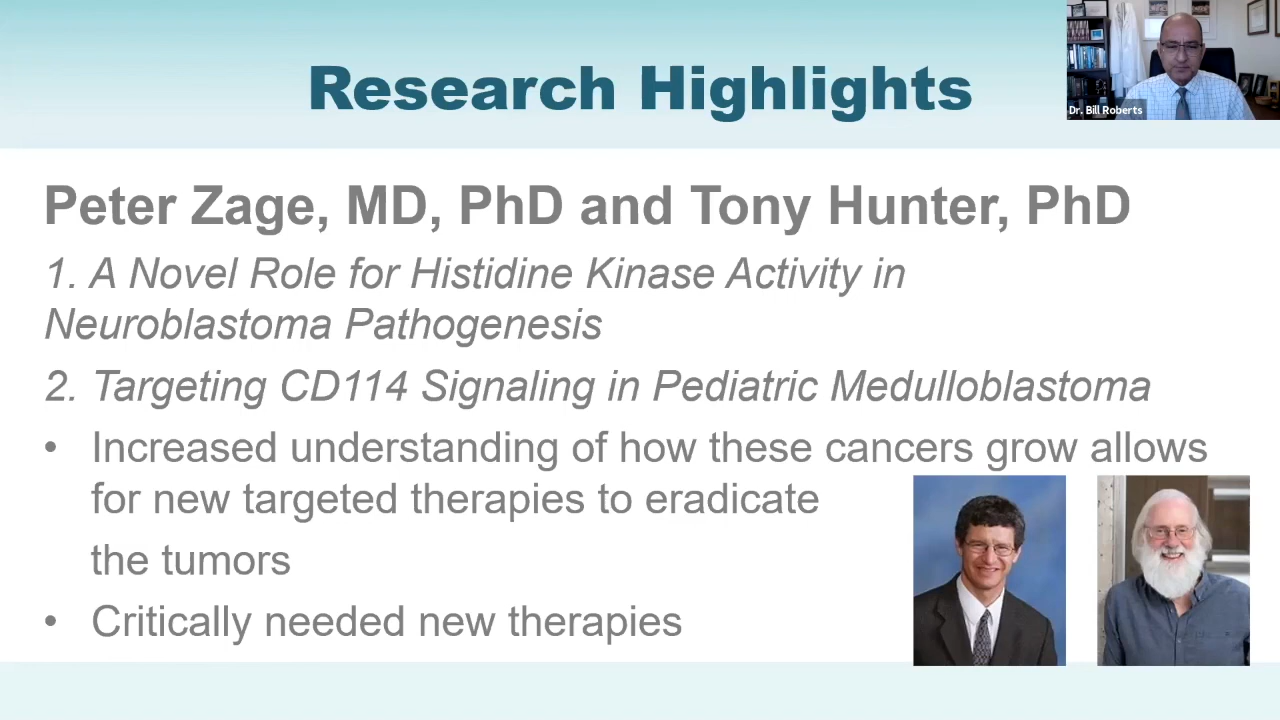 Research Highlights
Dr. Bill Roberts
Peter Zage, MD, PhD and Tony Hunter, PhD
1. A Novel Role for Histidine Kinase Activity in
Neuroblastoma Pathogenesis
2. Targeting CD114 Signaling in Pediatric Medulloblastoma
• Increased understanding of how these cancers grow allows
for new targeted therapies to eradicate
the tumors
• Critically needed new therapies